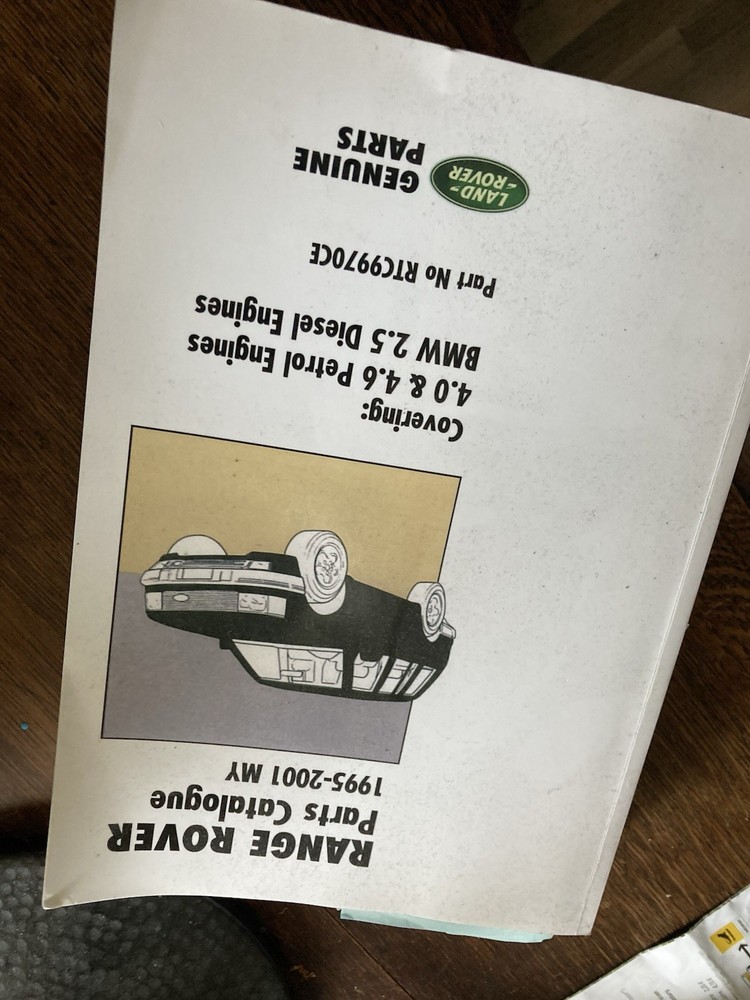 RANGE ROVER
Parts Catalogue
1995-2001 MY
Covering:
4.0 & 4.6 Petrol Engines
BMW 2.5 Diesel Engines
Part No RTC9970CE
LAND-
-ROVER
GENUINE
PARTS